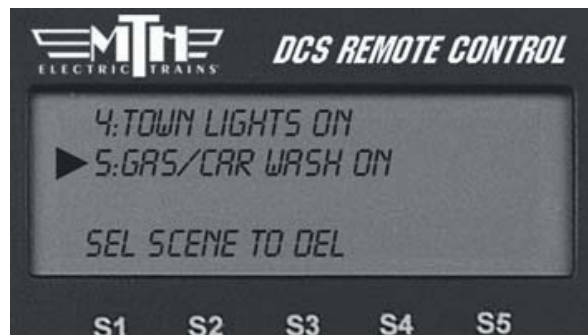 MTH
ELECTRIC TRAINS
DCS REMOTE CONTROL
4:TOWN LIGHTS ON
5:GAS/CAR WASH ON
SEL SCENE TO DEL
S1 S2 S3 S4 S5